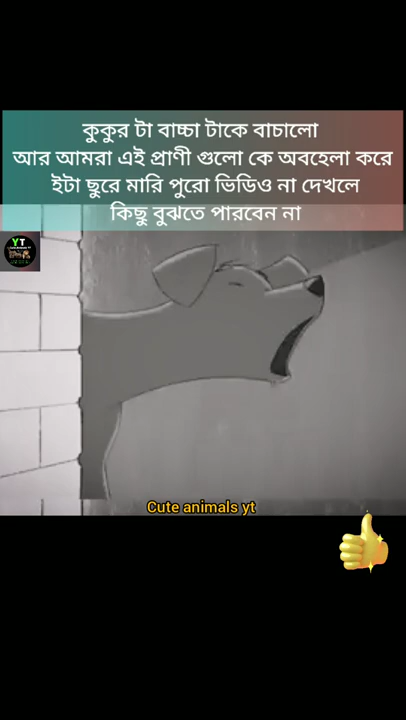 কুকুর টা বাচ্চা টাকে বাচালো
আর আমরা এই প্রাণী গুলো কে অবহেলা করে
ইটা ছুরে মারি পুরো ভিডিও না দেখলে
কিছু বুঝতে পারবেন না
YT
Cute animals yt